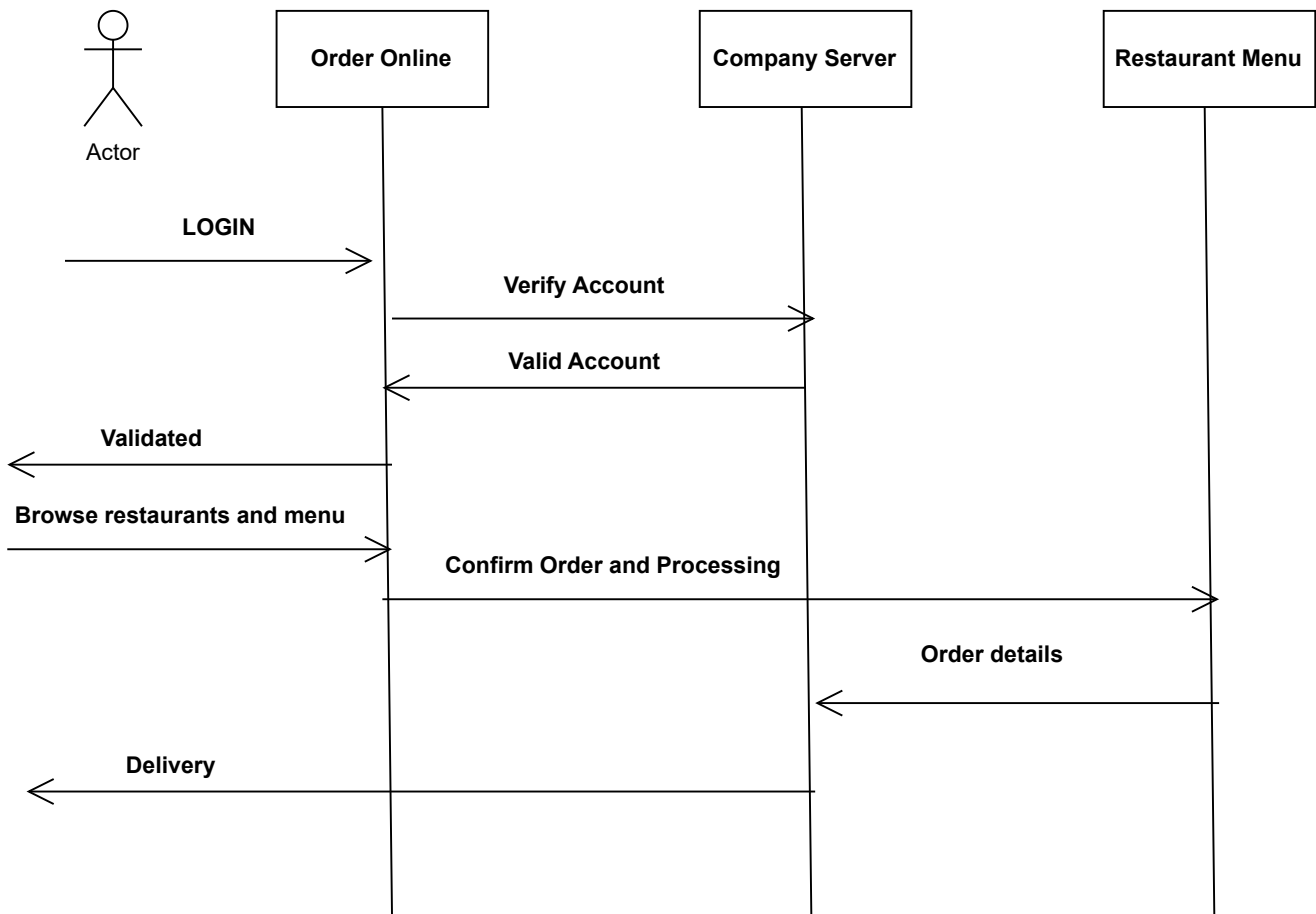 Order Online
Company Server
Restaurant Menu
Actor
LOGIN
Verify Account
Valid Account
Validated
Browse restaurants and menu
Confirm Order and Processing
Order details
Delivery